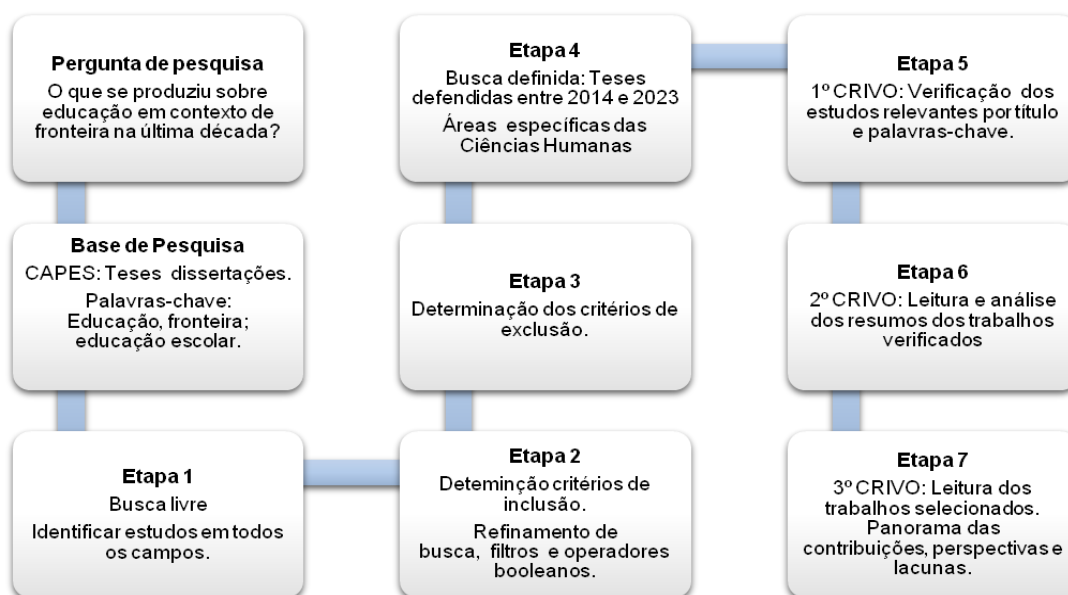 Pergunta de pesquisa
O que se produziu sobre
educação em contexto de
fronteira na última década?
Base de Pesquisa
CAPES: Teses dissertações.
Palavras-chave:
Educação, fronteira;
educação escolar.
Etapa 1
Busca livre
Identificar estudos em todos
os campos.
Etapa 2
Deteminção critérios de
inclusão.
Refinamento de
busca, filtros e operadores
booleanos.
Etapa 3
Determinação dos critérios de
exclusão.
Etapa 4
Busca definida: Teses
defendidas entre 2014 e 2023
Áreas específicas das
Ciências Humanas
Etapa 5
1º CRIVO: Verificação dos
estudos relevantes por título
e palavras-chave.
Etapa 6
2º CRIVO: Leitura e análise
dos resumos dos trabalhos
verificados
Etapa 7
3º CRIVO: Leitura dos
trabalhos selecionados.
Panorama das
contribuições, perspectivas e
lacunas.